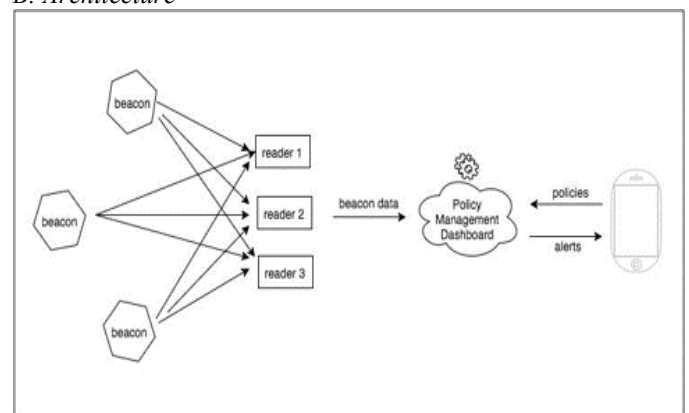 B. Architecture
beacon
beacon
beacon
reader 1
reader 2
reader 3
beacon data
Policy
Management
Dashboard
policies
alerts